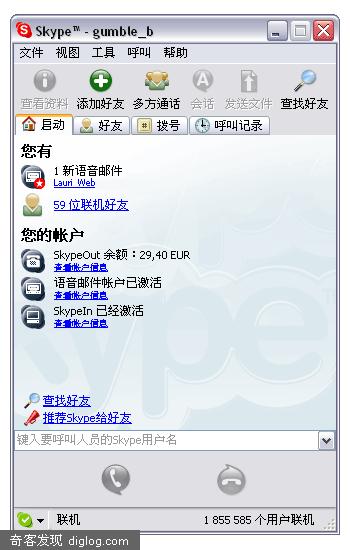 Skype™ - gumble_b
文件 视图 工具 呼叫 帮助
查看资料 添加好友 多方通话 会话 发送文件 查找好友
启动 好友 拨号 呼叫记录
您有
1 新语音邮件
Lauri Web
59 位联机好友
您的帐户
SkypeOut 余额：29,40 EUR
查看帐户信息
语音邮件帐户已激活
查看帐户信息
SkypeIn 已经激活
查看帐户信息
查找好友
推荐Skype给好友
键入要呼叫人员的Skype用户名
联机 1 855 585 个用户联机
奇客发现 diglog.com